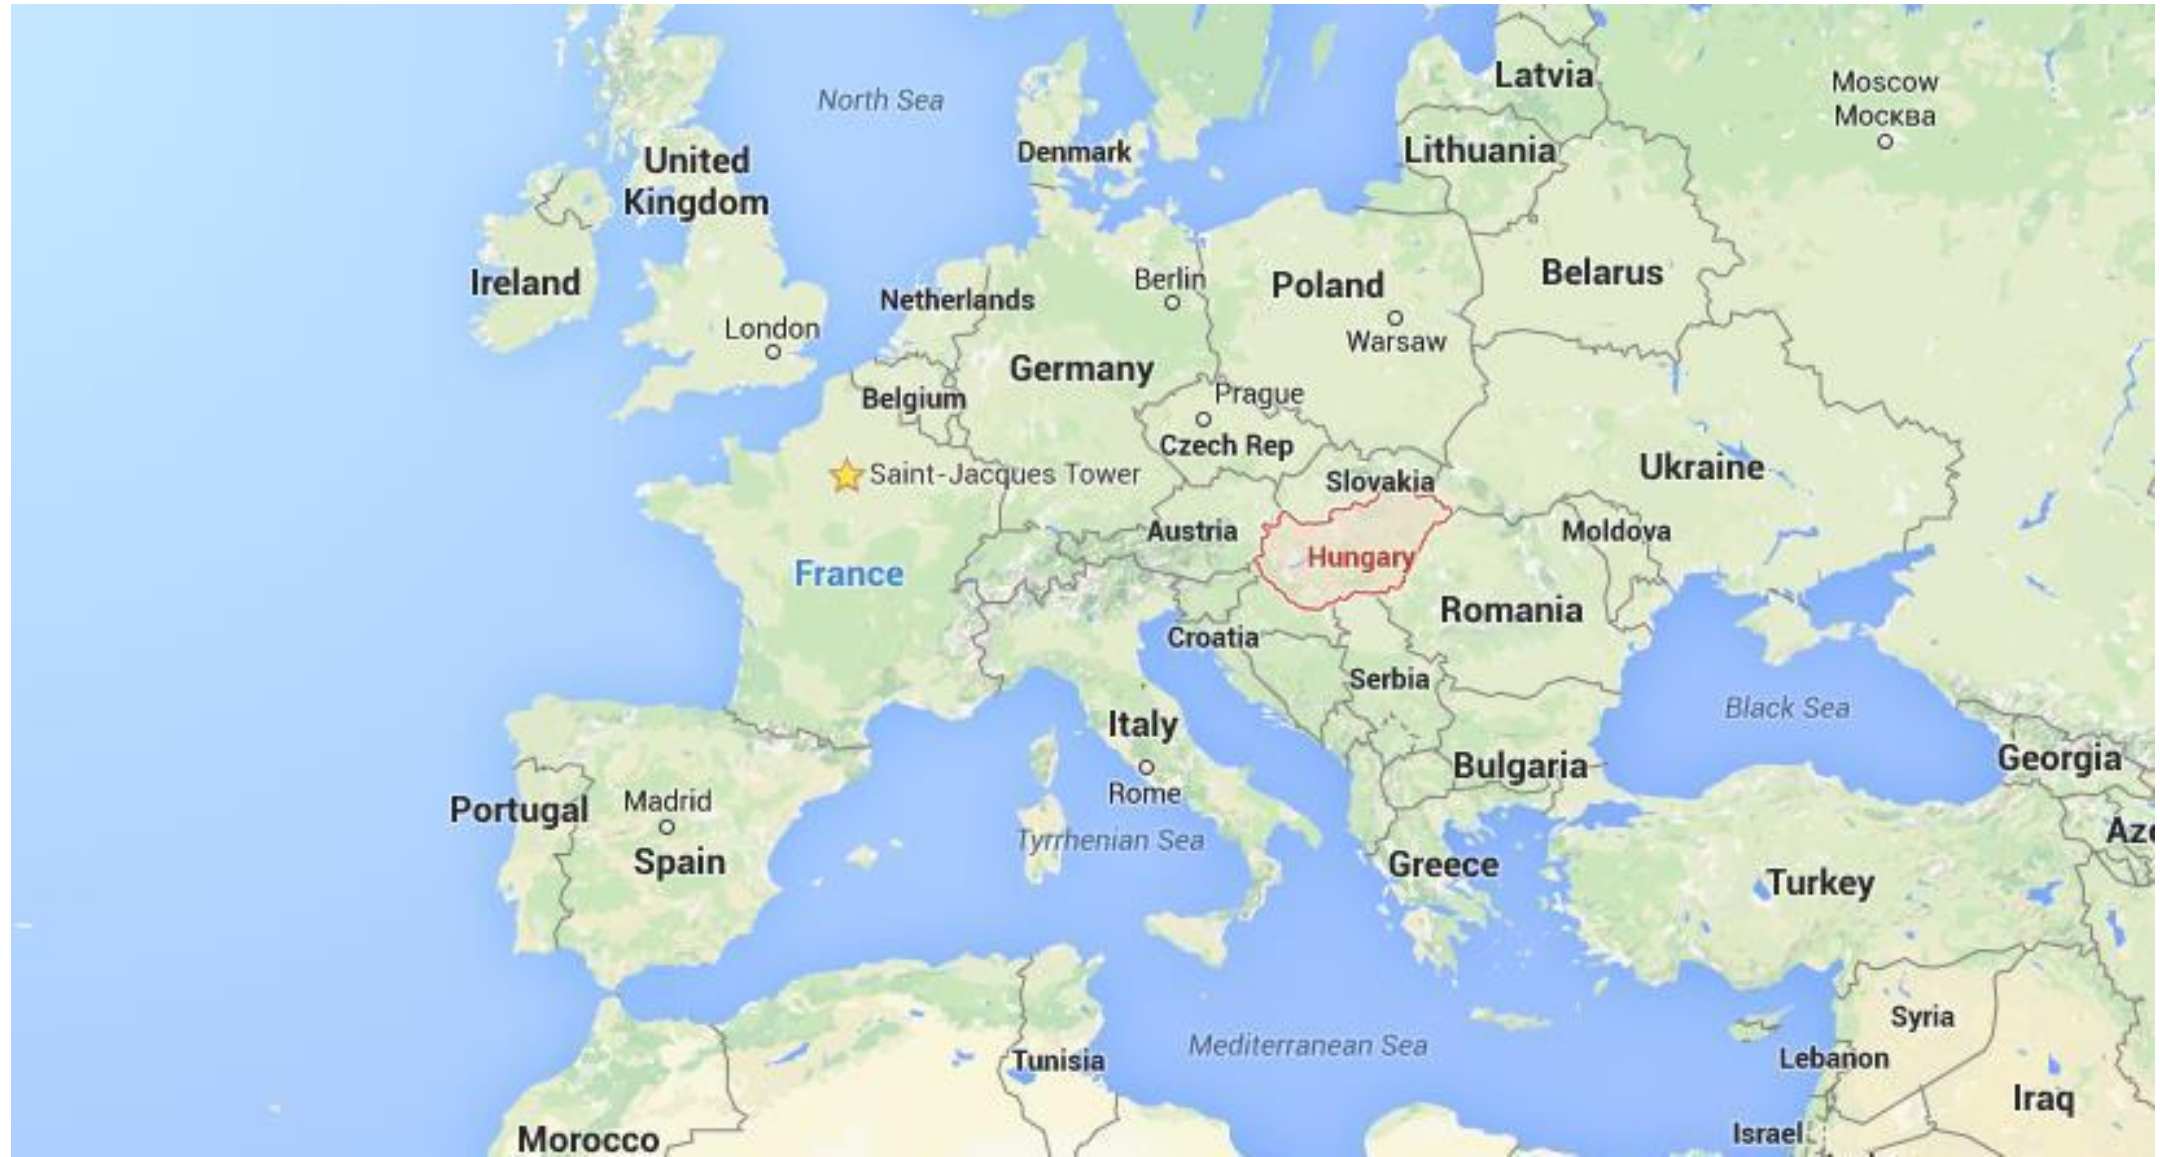 North Sea
Latvia
Moscow
Москва
United
Kingdom
Denmark
Lithuania
Ireland
Netherlands
Berlin
Poland
Belarus
London
Warsaw
Germany
Belgium
Prague
Czech Rep
Saint-Jacques Tower
Slovakia
Ukraine
Austria
Moldova
France
Hungary
Romania
Croatia
Serbia
Black Sea
Italy
Bulgaria
Georgia
Portugal
Madrid
Rome
Spain
Tyrrhenian Sea
Aze
Greece
Turkey
Syria
Mediterranean Sea
Tunisia
Lebanon
Iraq
Morocco
Israel